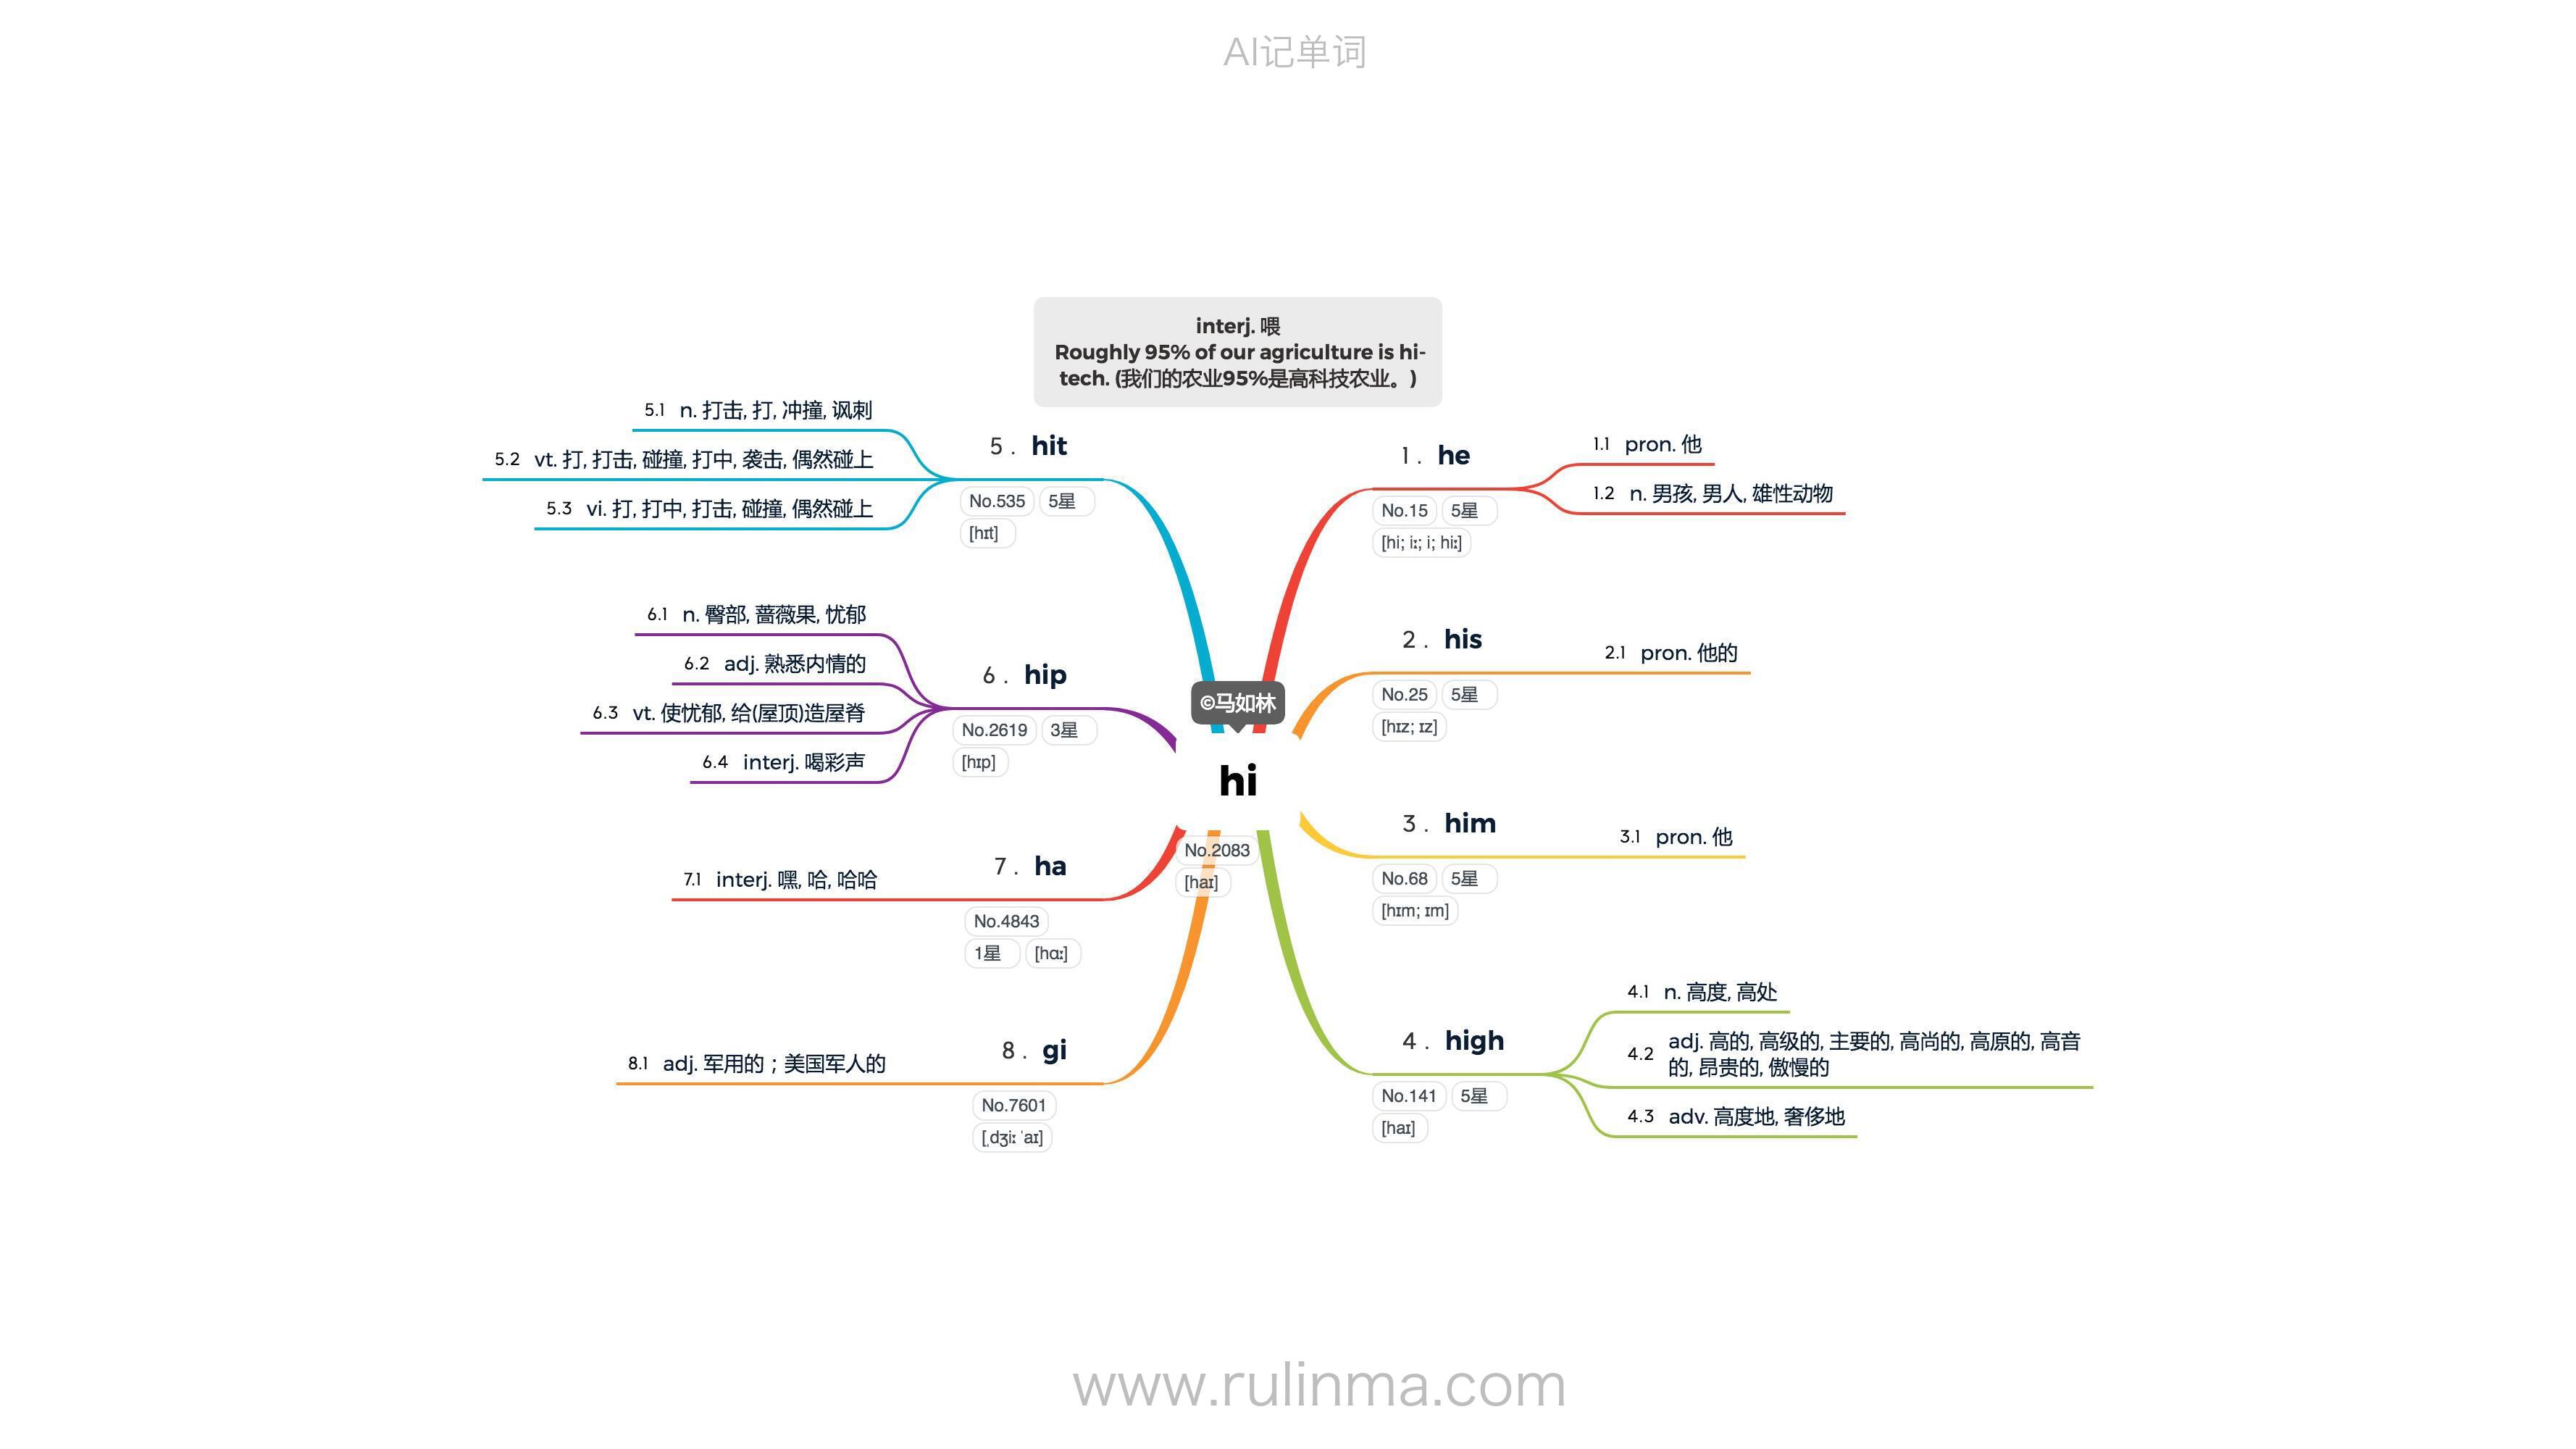 AI记单词
interj. 喂
Roughly 95% of our agriculture is hi-
tech. (我们的农业95%是高科技农业。)
©马如林
hi
No.2083
[haɪ]
1 . he
No.15 5星
[hi; iː; i; hiː]
1.1 pron. 他
1.2 n. 男孩, 男人, 雄性动物
2 . his
No.25 5星
[hɪz; ɪz]
2.1 pron. 他的
3 . him
No.68 5星
[hɪm; ɪm]
3.1 pron. 他
4 . high
No.141 5星
[haɪ]
4.1 n. 高度, 高处
4.2 adj. 高的, 高级的, 主要的, 高尚的, 高原的, 高音
的, 昂贵的, 傲慢的
4.3 adv. 高度地, 奢侈地
5 . hit
No.535 5星
[hɪt]
5.1 n. 打击, 打, 冲撞, 讽刺
5.2 vt. 打, 打击, 碰撞, 打中, 袭击, 偶然碰上
5.3 vi. 打, 打中, 打击, 碰撞, 偶然碰上
6 . hip
No.2619 3星
[hɪp]
6.1 n. 臀部, 蔷薇果, 忧郁
6.2 adj. 熟悉内情的
6.3 vt. 使忧郁, 给(屋顶)造屋脊
6.4 interj. 喝彩声
7 . ha
No.4843
1星 [hɑː]
7.1 interj. 嘿, 哈, 哈哈
8 . gi
No.7601
[ˌdʒiː ˈaɪ]
8.1 adj. 军用的；美国军人的
www.rulinma.com